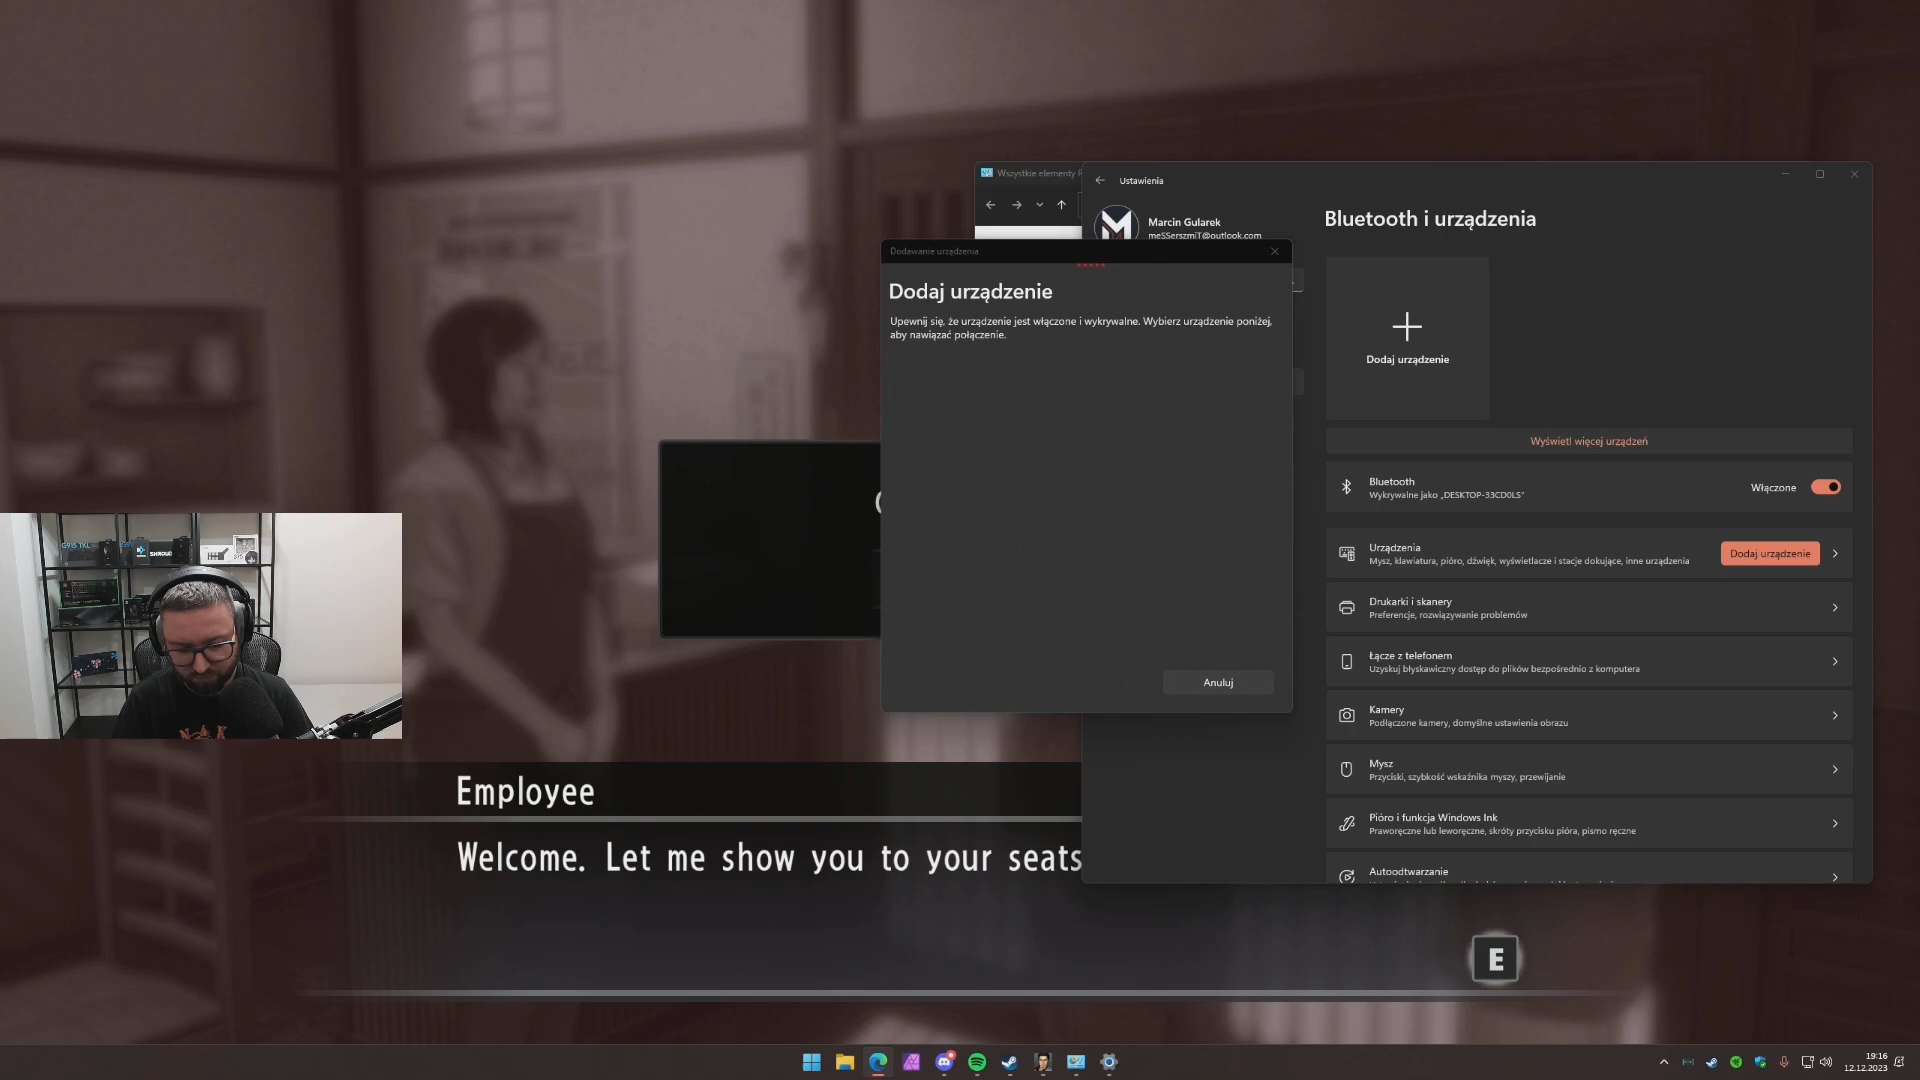 Wszystkie elementy
Ustawienia
Marcin Gularek
meSSerszmiT@outlook.com
Bluetooth i urządzenia
Dodawanie urządzenia
Dodaj urządzenie
Upewnij się, że urządzenie jest włączone i wykrywalne. Wybierz urządzenie poniżej,
aby nawiązać połączenie.
Anuluj
Dodaj urządzenie
Wyświetl więcej urządzeń
Bluetooth
Wykrywalne jako „DESKTOP-33CD0LS”
Włączone
Urządzenia
Mysz, klawiatura, pióro, dźwięk, wyświetlacze i stacje dokujące, inne urządzenia
Dodaj urządzenie
Drukarki i skanery
Preferencje, rozwiązywanie problemów
Łącze z telefonem
Uzyskuj błyskawiczny dostęp do plików bezpośrednio z komputera
Kamery
Podłączone kamery, domyślne ustawienia obrazu
Mysz
Przyciski, szybkość wskaźnika myszy, przewijanie
Pióro i funkcja Windows Ink
Praworęczne lub leworęczne, skróty przycisku pióra, pismo ręczne
Autoodtwarzanie
G915 TKL
SHROUD
Employee
Welcome. Let me show you to your seats
E
19:16
12.12.2023